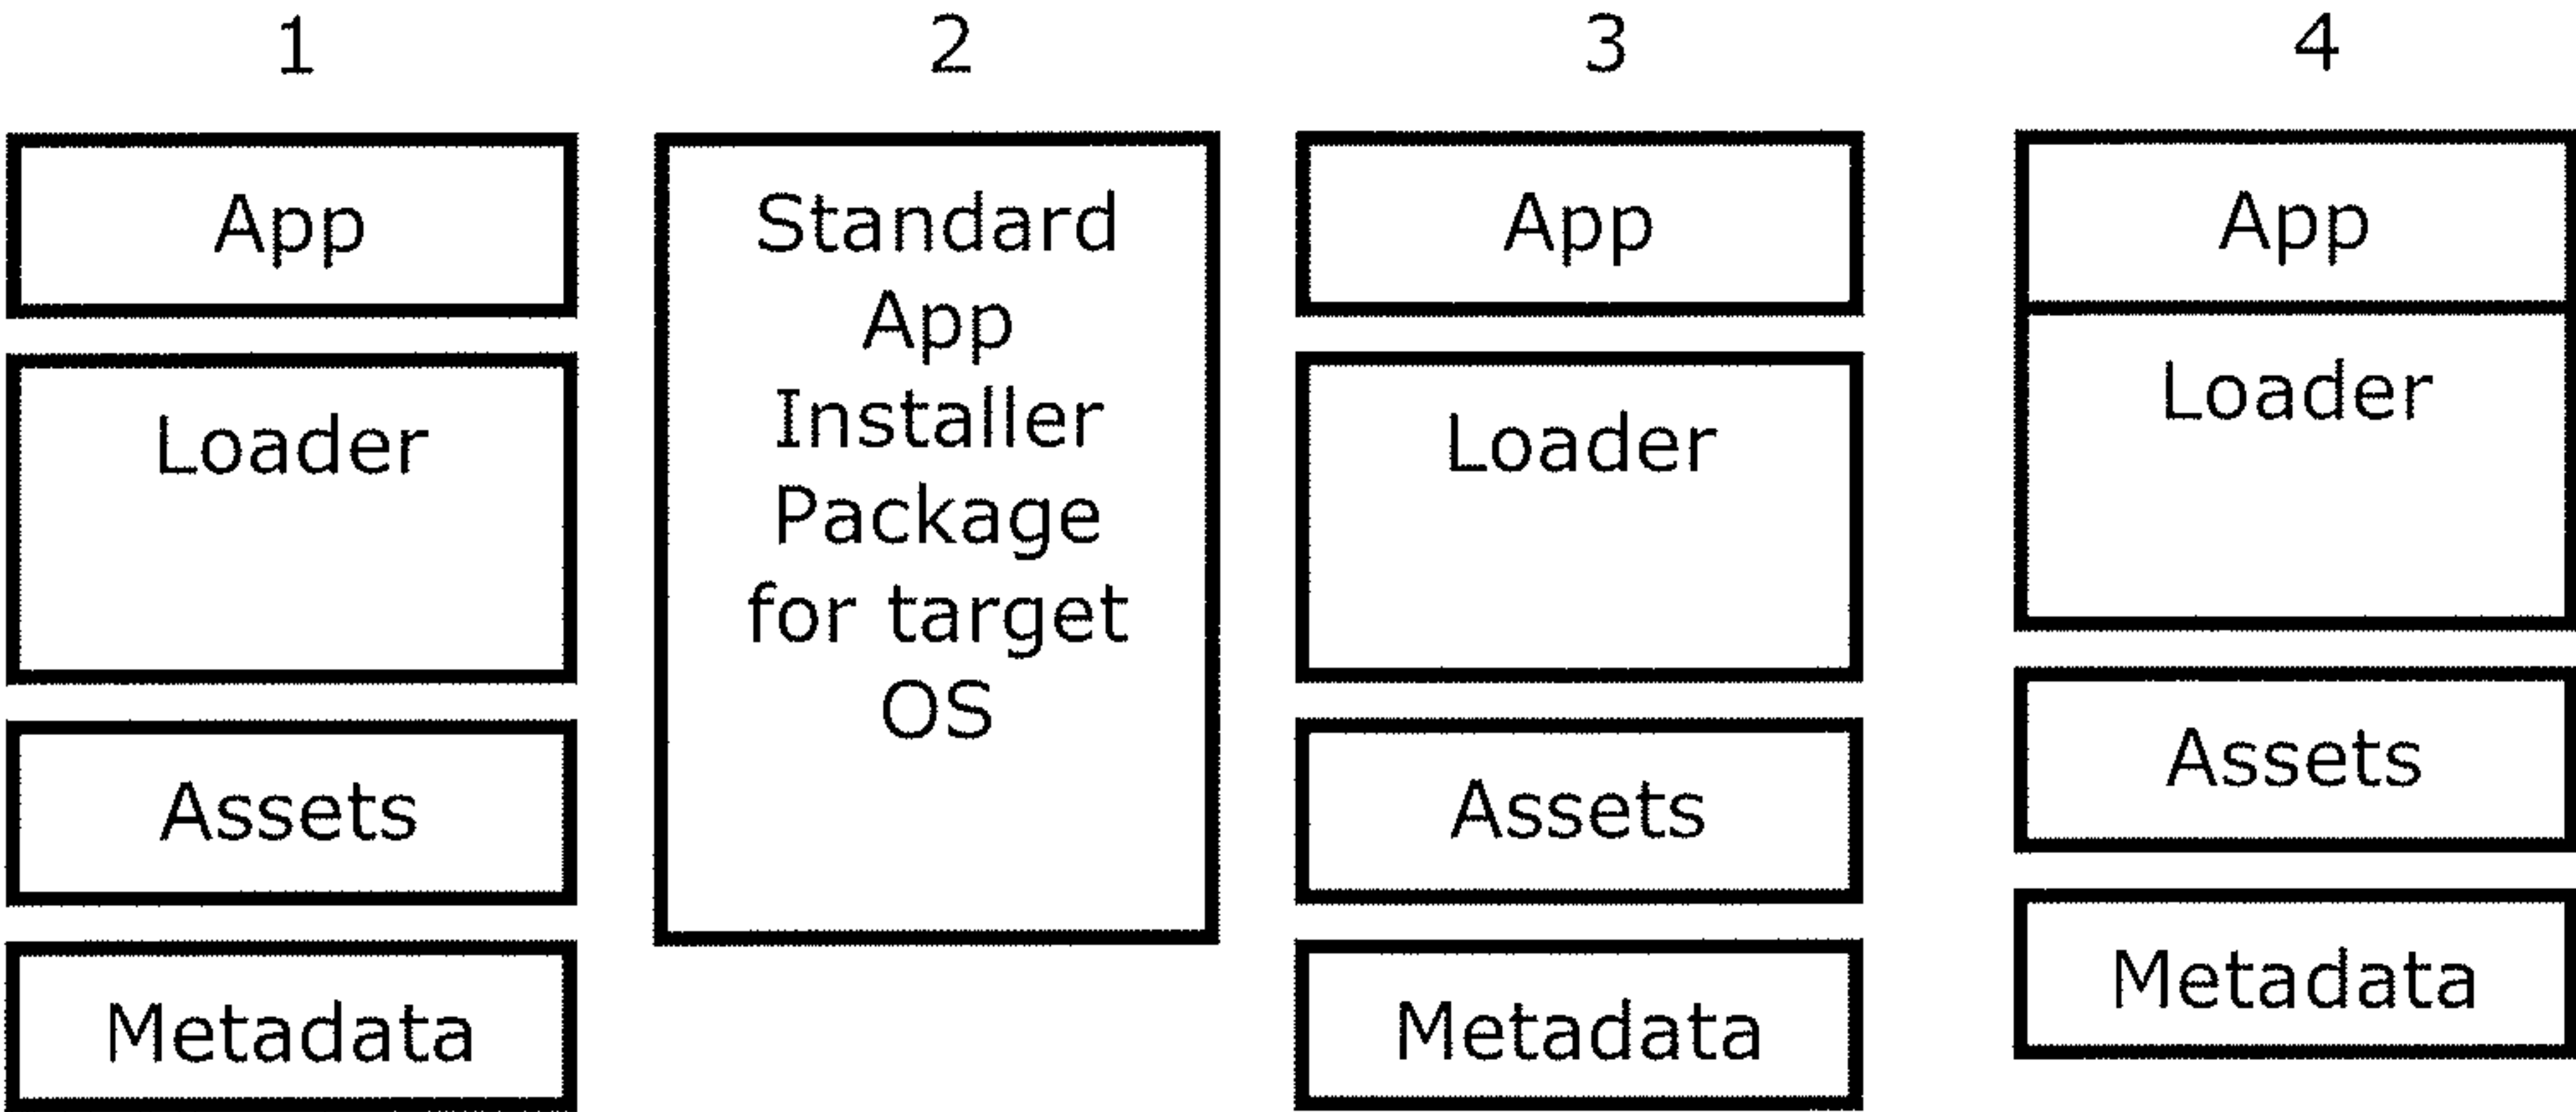 1
2
3
4
App
Loader
Assets
Metadata
Standard
App
Installer
Package
for target
OS
App
Loader
Assets
Metadata
App
Loader
Assets
Metadata